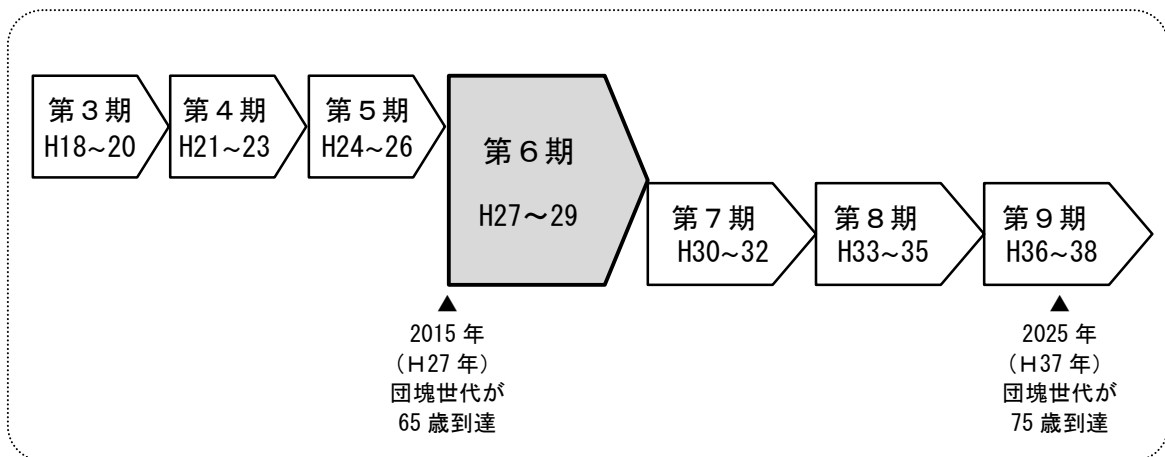 第３期
H18~20
第４期
H21~23
第５期
H24~26
第６期
H27～29
第７期
H30~32
第８期
H33~35
第９期
H36~38
▲
2015 年
（Ｈ27 年）
団塊世代が
65 歳到達
▲
2025 年
（Ｈ37 年）
団塊世代が
75 歳到達